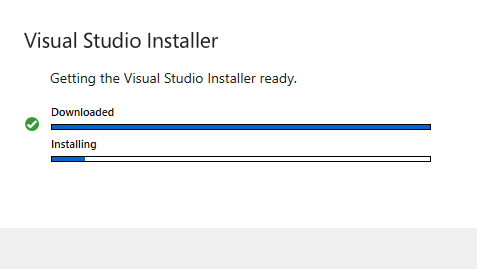 Visual Studio Installer
Getting the Visual Studio Installer ready.
Downloaded
Installing